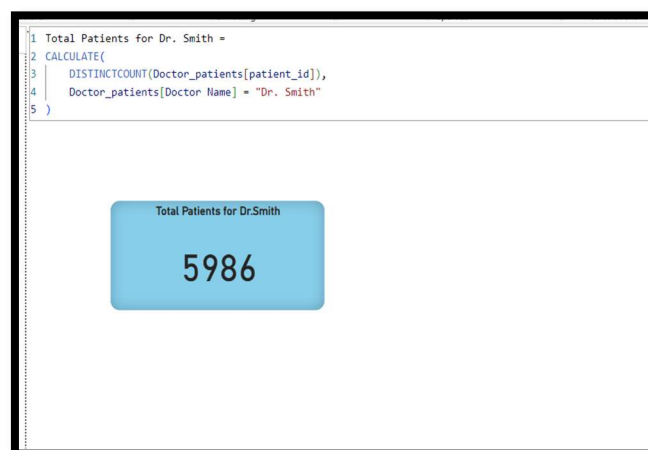 1 Total Patients for Dr. Smith =
2 CALCULATE(
3 DISTINCTCOUNT(Doctor_patients[patient_id]),
4 Doctor_patients[Doctor Name] = "Dr. Smith"
5 )
Total Patients for Dr.Smith
5986